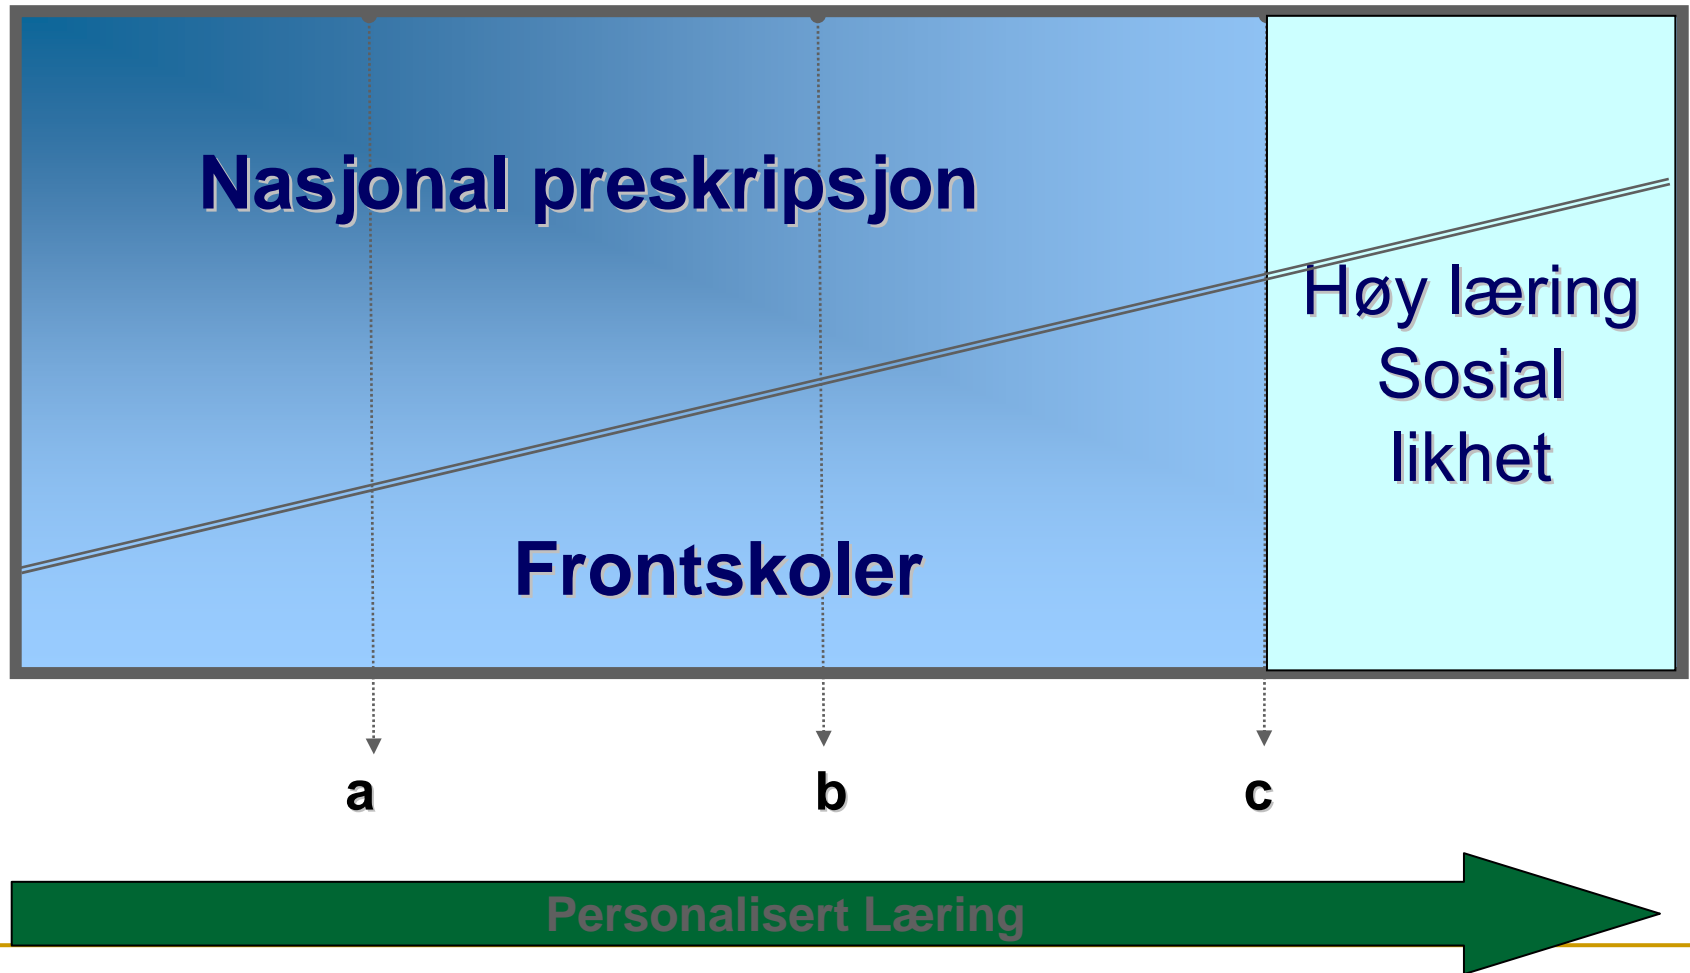 Nasjonal preskripsjon
Høy læring
Sosial
likhet
Frontskoler
a
b
c
Personalisert Læring